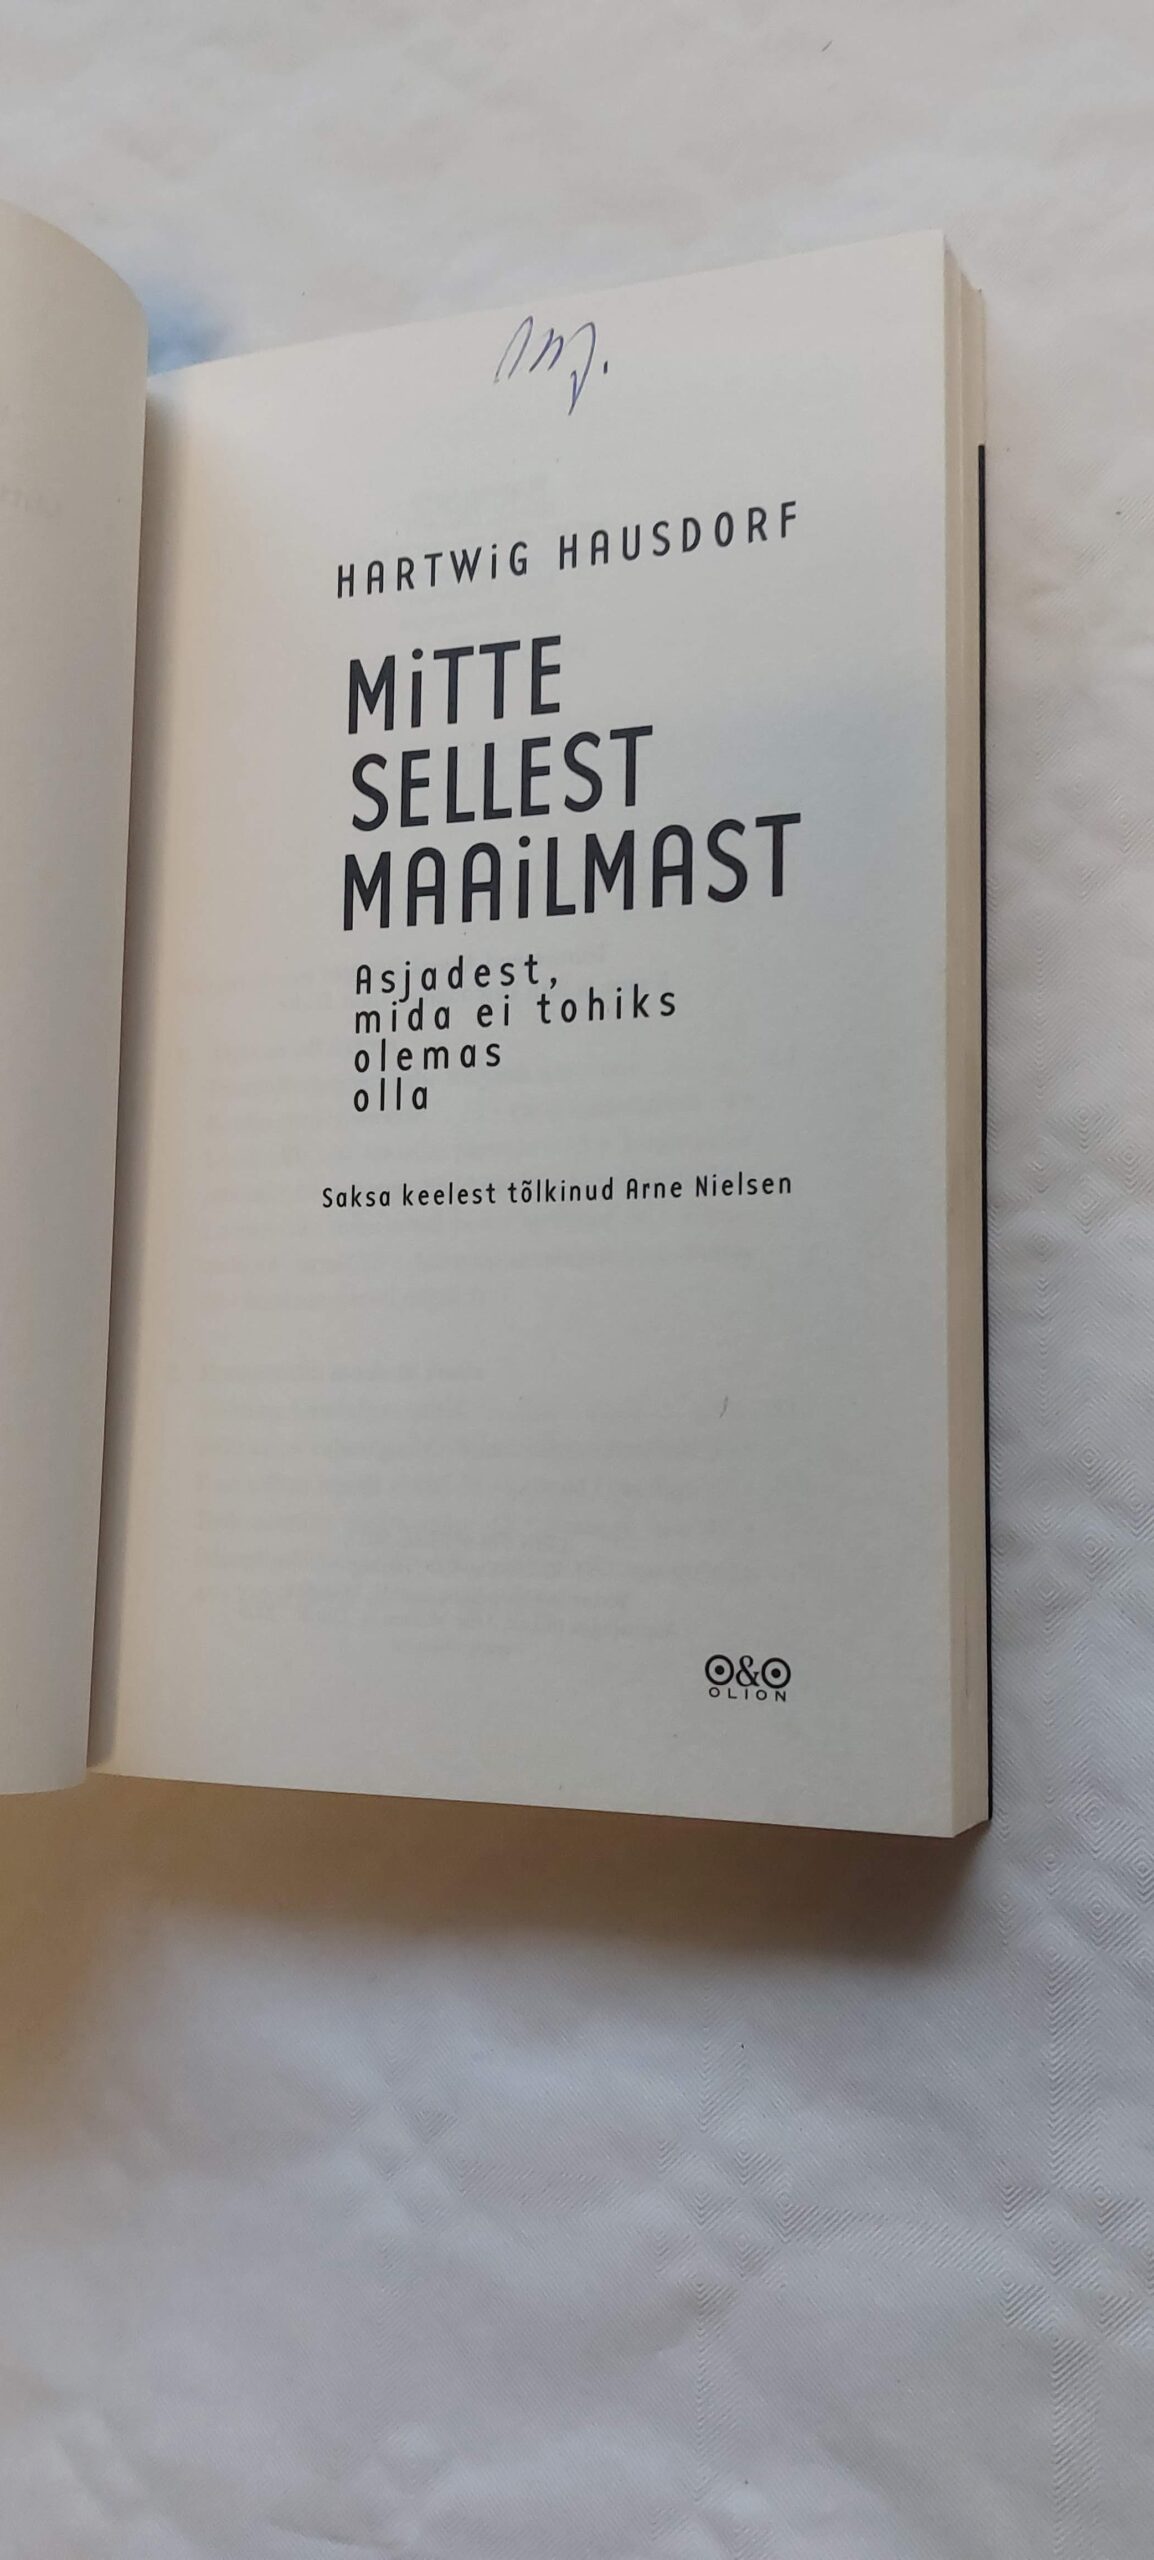 HARTWiG HAUSDORF
MiTTE
SELLEST
MAAiLMAST
Asjadest,
mida ei tohiks
olemas
olla
Saksa keelest tõlkinud Arne Nielsen
O&O
OLION